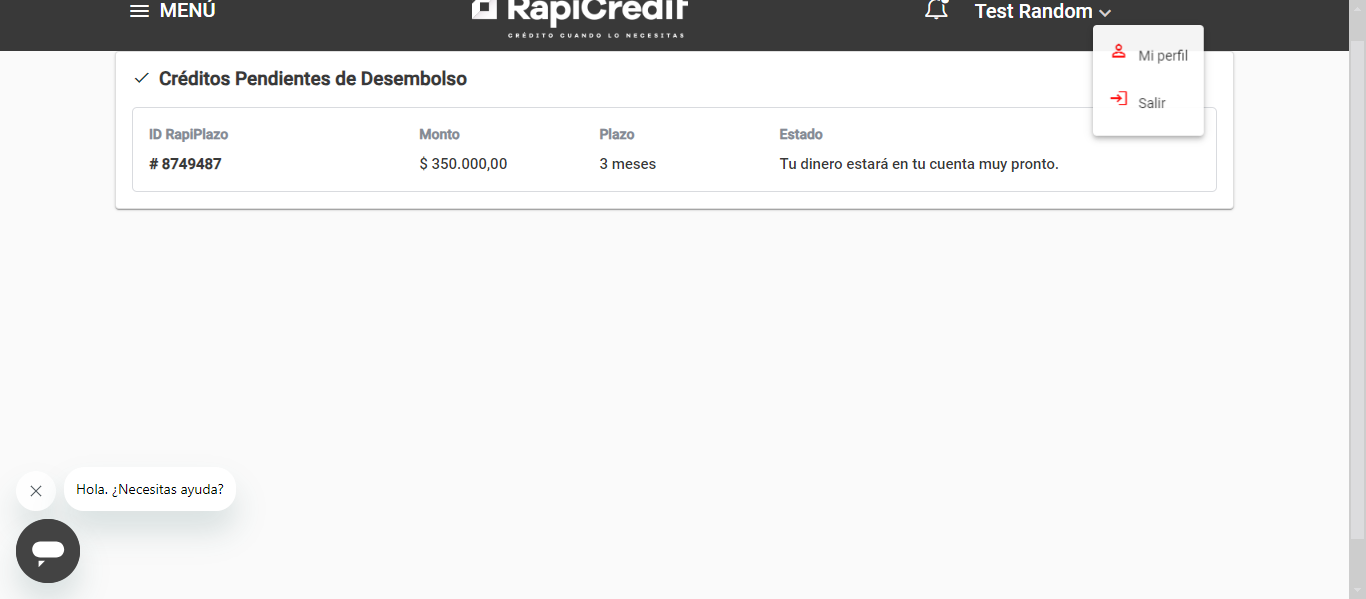 MENÚ
RapiCredit
CRÉDITO CUANDO LO NECESITAS
Test Random
Mi perfil
Salir
Créditos Pendientes de Desembolso
ID RapiPlazo Monto Plazo Estado
# 8749487 $ 350.000,00 3 meses Tu dinero estará en tu cuenta muy pronto.
Hola. ¿Necesitas ayuda?